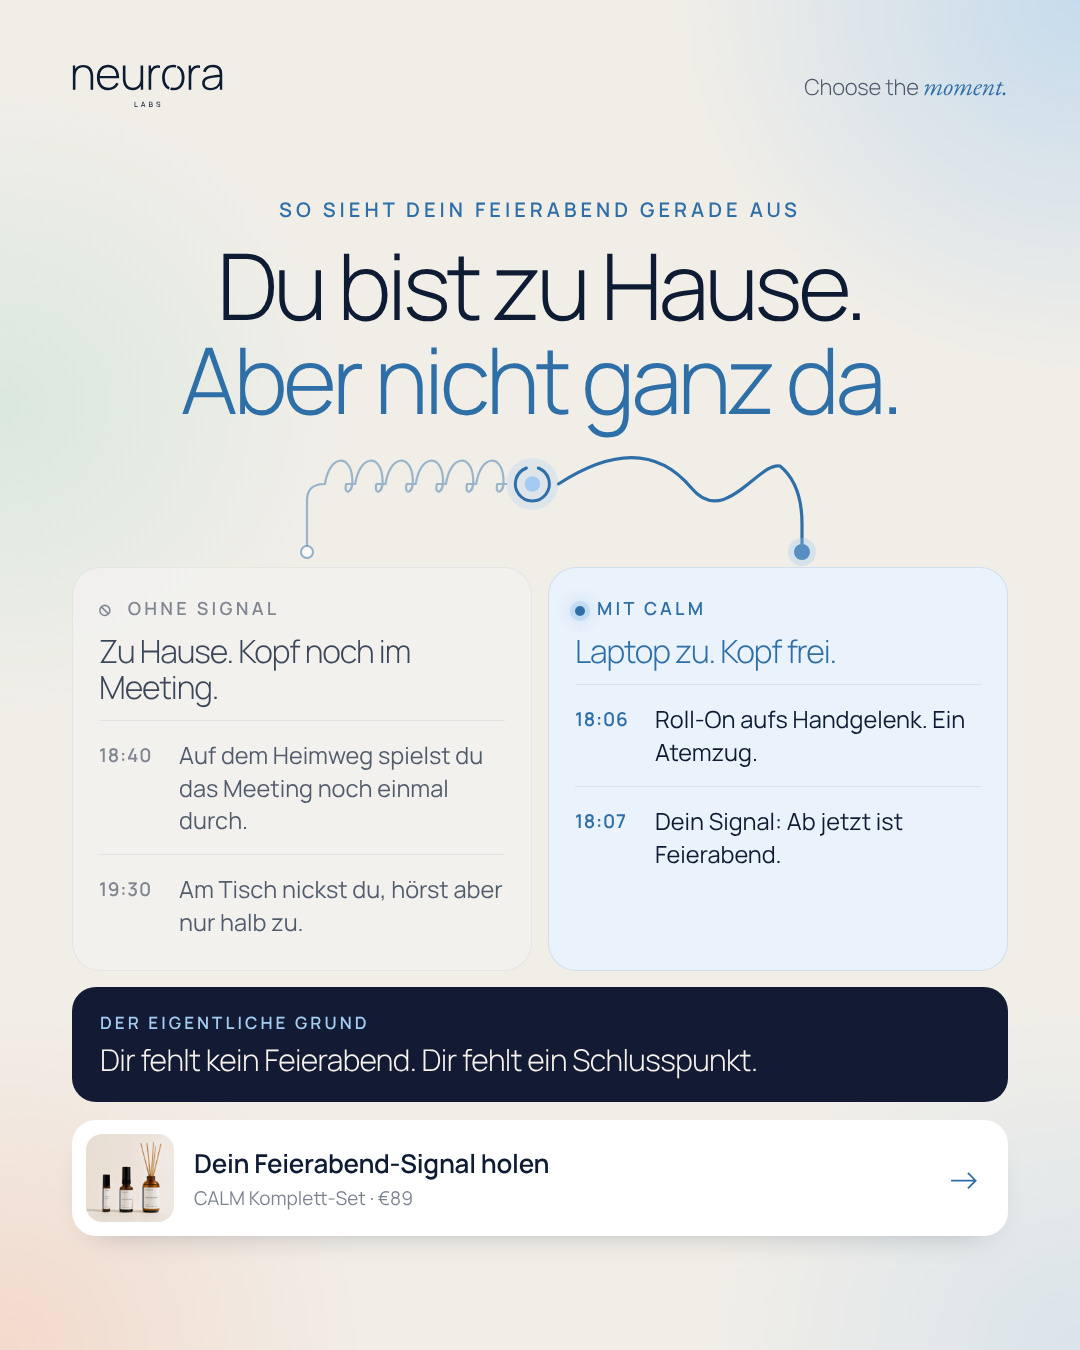 neurora
LABS
Choose the moment.
SO SIEHT DEIN FEIERABEND GERADE AUS
Du bist zu Hause.
Aber nicht ganz da.
OHNE SIGNAL
Zu Hause. Kopf noch im
Meeting.
18:40 Auf dem Heimweg spielst du
das Meeting noch einmal
durch.
19:30 Am Tisch nickst du, hörst aber
nur halb zu.
MIT CALM
Laptop zu. Kopf frei.
18:06 Roll-On aufs Handgelenk. Ein
Atemzug.
18:07 Dein Signal: Ab jetzt ist
Feierabend.
DER EIGENTLICHE GRUND
Dir fehlt kein Feierabend. Dir fehlt ein Schlusspunkt.
Dein Feierabend-Signal holen
CALM Komplett-Set · €89